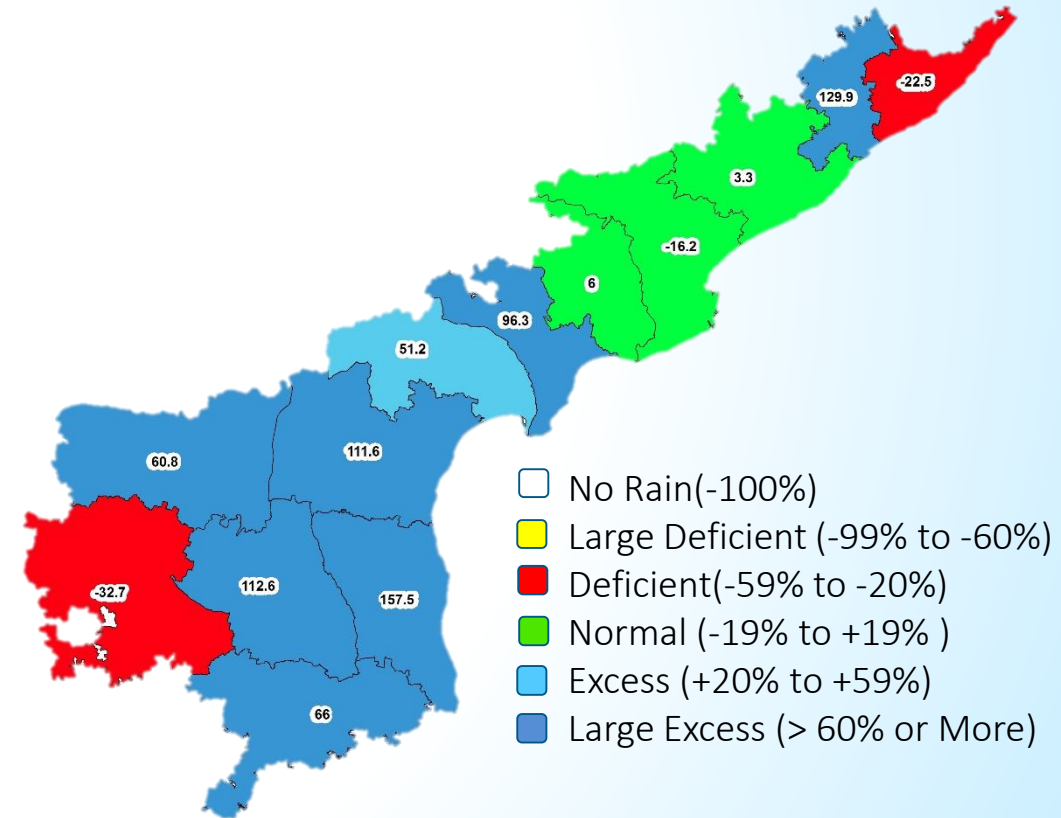 -22.5
129.9
3.3
-16.2
6
96.3
51.2
111.6
60.8
No Rain(-100%)
Large Deficient (-99% to -60%)
Deficient(-59% to -20%)
Normal (-19% to +19% )
Excess (+20% to +59%)
Large Excess (> 60% or More)
112.6
-32.7
157.5
66